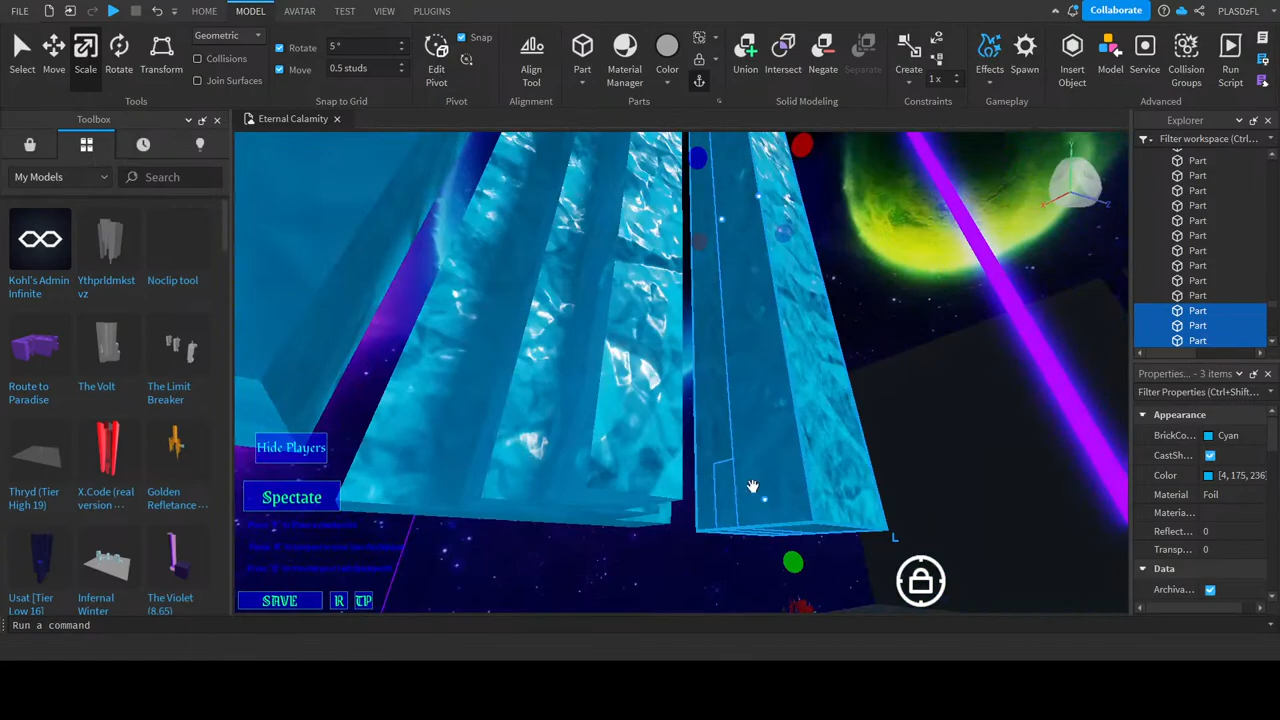 FILE HOME MODEL AVATAR TEST VIEW PLUGINS Collaborate PLASDzFL
Select Move Scale Rotate Transform
Geometric
Collisions
Join Surfaces
Rotate 5 °
Move 0.5 studs
Edit Pivot
Snap
Align Tool
Part
Material Manager
Color
Union Intersect Negate Separate
Create
1 x
Effects Spawn
Insert Object
Model Service
Collision Groups
Run Script
Tools Snap to Grid Pivot Alignment Parts Solid Modeling Constraints Gameplay Advanced
Toolbox
My Models
Search
Kohl's Admin Infinite
Ythprldmkst vz
Noclip tool
Route to Paradise
The Volt
The Limit Breaker
Thryd (Tier High 19)
X.Code (real version ...
Golden Refletance ...
Usat [Tier Low 16]
Infernal Winter
The Violet (8.65)
Eternal Calamity
Hide Players
Spectate
SAVE R TP
L
Explorer
Filter workspace (Ctrl...
Part
Part
Part
Part
Part
Part
Part
Part
Part
Part
Part
Part
Part
Properties... - 3 items
Filter Properties (Ctrl+Shift...
Appearance
BrickCo... Cyan
CastSh...
Color [4, 175, 236]
Material Foil
Materia...
Reflect... 0
Transp... 0
Data
Archiva...
Run a command